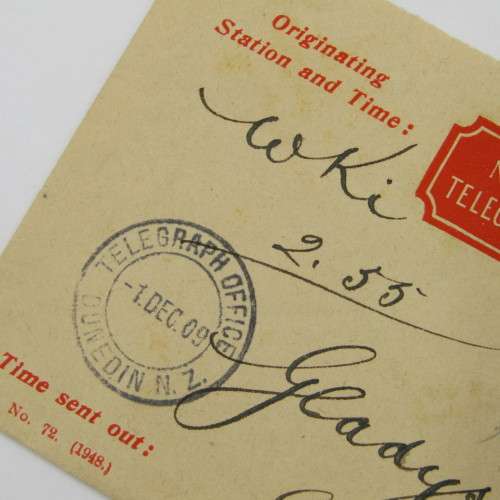 Originating
Station and Time:
WKi
2.55
N
TELEG
TELEGRAPH OFFICE
-1.DEC.09
DUNEDIN N.Z.
Gladys
Time sent out:
No. 72. (1948.)